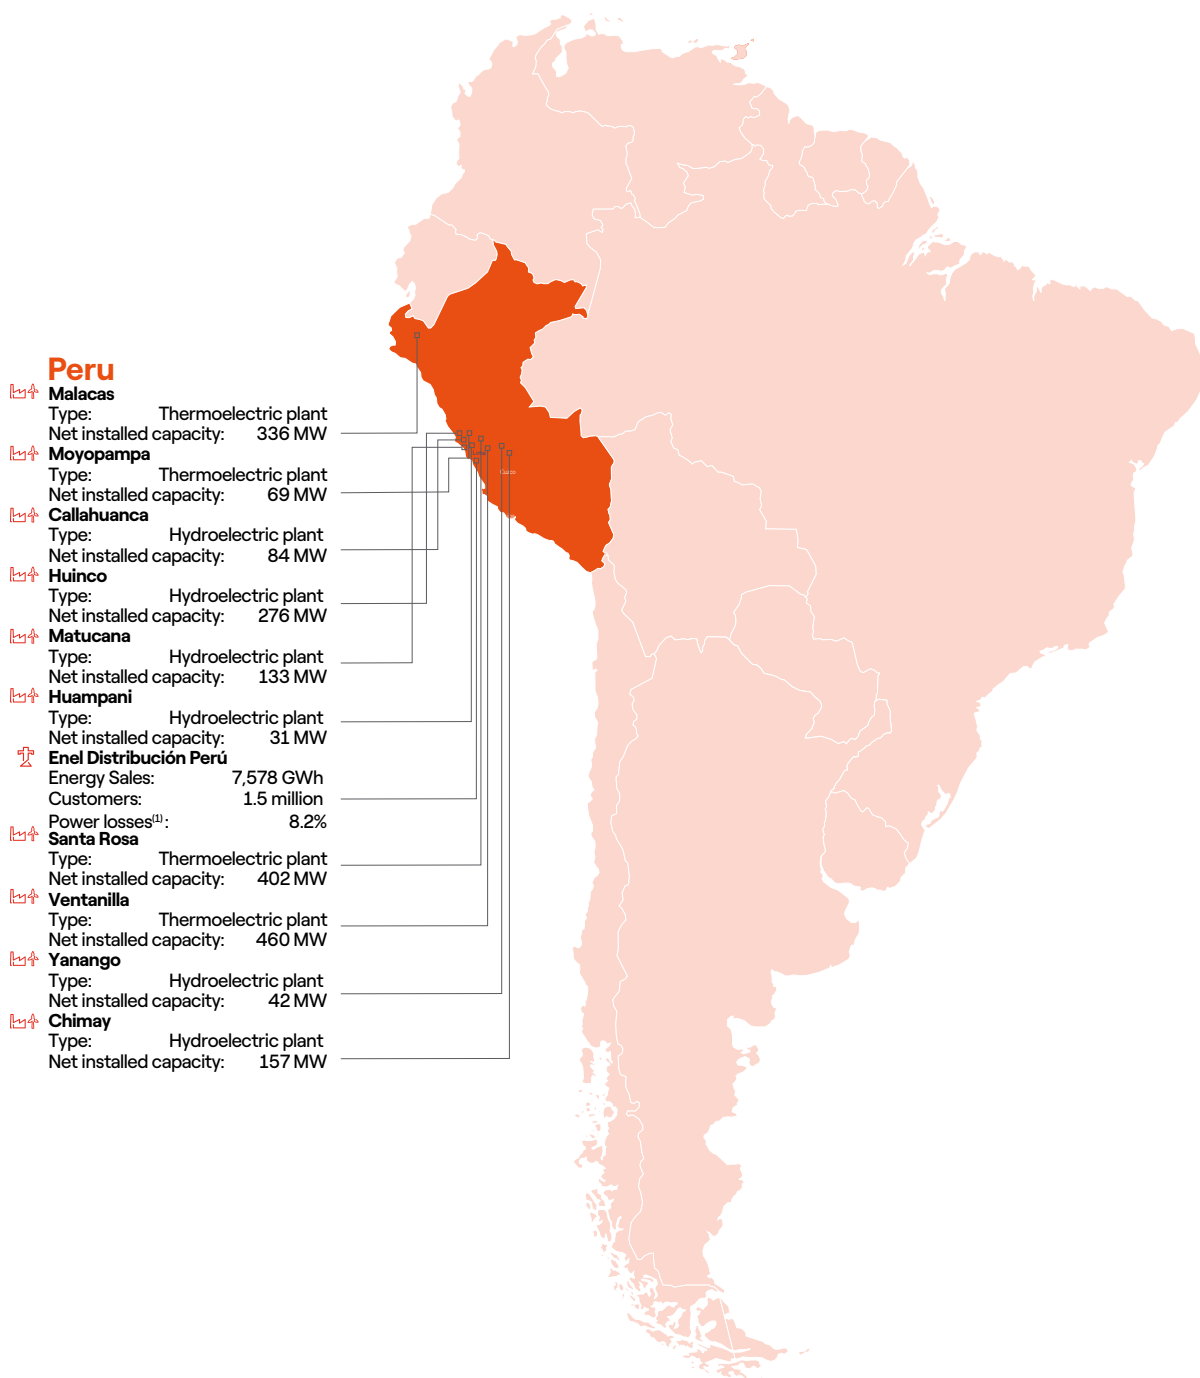 Peru
Malacas
Type: Thermoelectric plant
Net installed capacity: 336 MW
Moyopampa
Type: Thermoelectric plant
Net installed capacity: 69 MW
Callahuanca
Type: Hydroelectric plant
Net installed capacity: 84 MW
Huinco
Type: Hydroelectric plant
Net installed capacity: 276 MW
Matucana
Type: Hydroelectric plant
Net installed capacity: 133 MW
Huampani
Type: Hydroelectric plant
Net installed capacity: 31 MW
Enel Distribución Perú
Energy Sales: 7,578 GWh
Customers: 1.5 million
Power losses(1): 8.2%
Santa Rosa
Type: Thermoelectric plant
Net installed capacity: 402 MW
Ventanilla
Type: Thermoelectric plant
Net installed capacity: 460 MW
Yanango
Type: Hydroelectric plant
Net installed capacity: 42 MW
Chimay
Type: Hydroelectric plant
Net installed capacity: 157 MW